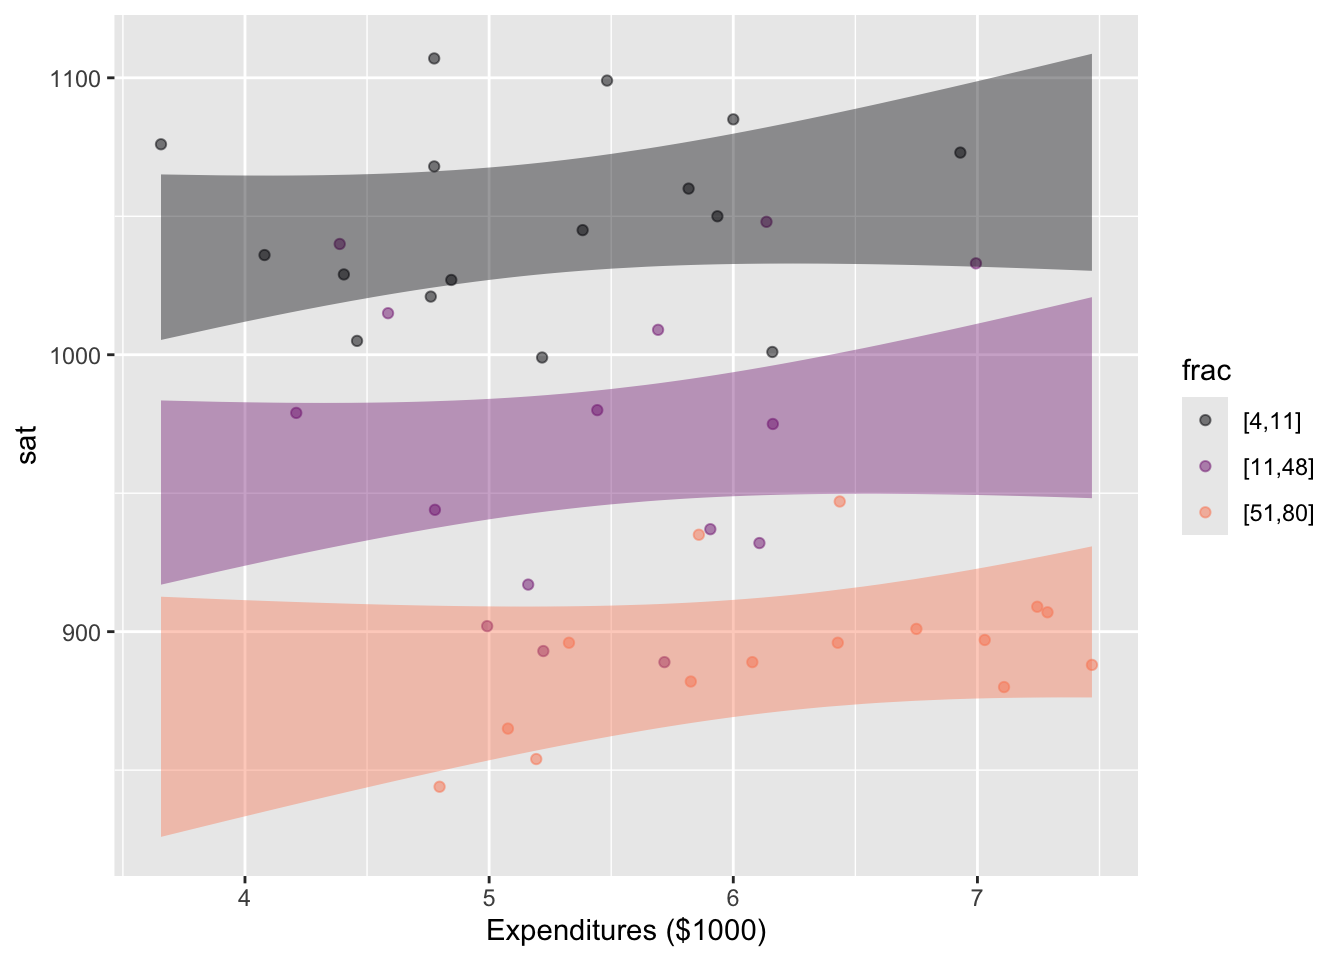 1100
1000
900
sat
4 5 6 7
Expenditures ($1000)
frac
[4,11]
[11,48]
[51,80]